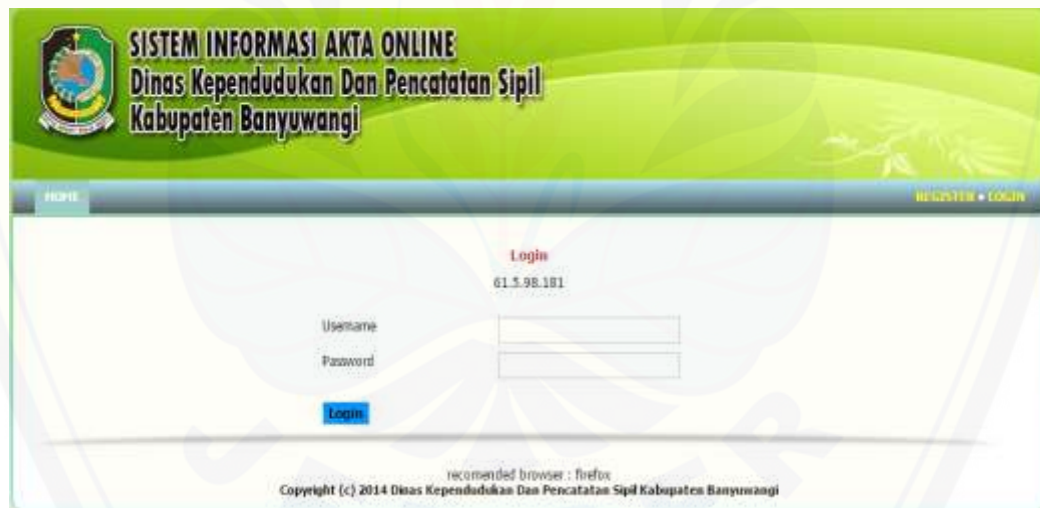 SISTEM INFORMASI AKTA ONLINE
Dinas Kependudukan Dan Pencatatan Sipil
Kabupaten Banyuwangi
HOME
REGISTER • LOGIN
Login
61.5.98.181
Username
Password
Login
recomended browser : firefox
Copyright (c) 2014 Dinas Kependudukan Dan Pencatatan Sipil Kabupaten Banyuwangi